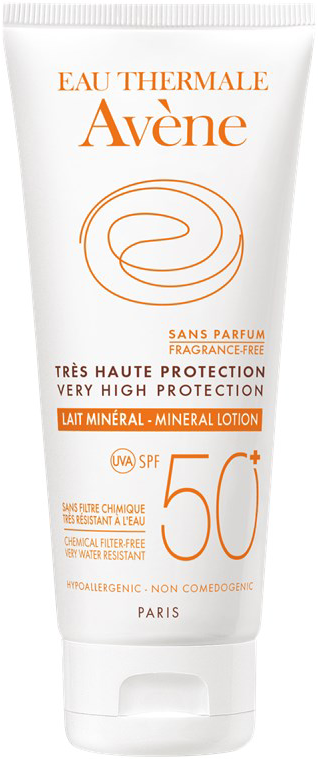 EAU THERMALE
Avène
SANS PARFUM
FRAGRANCE-FREE
TRÈS HAUTE PROTECTION
VERY HIGH PROTECTION
LAIT MINÉRAL - MINERAL LOTION
UVA SPF 50+
SANS FILTRE CHIMIQUE
TRÈS RÉSISTANT À L'EAU
CHEMICAL FILTER-FREE
VERY WATER RESISTANT
HYPOALLERGENIC - NON COMEDOGENIC
PARIS